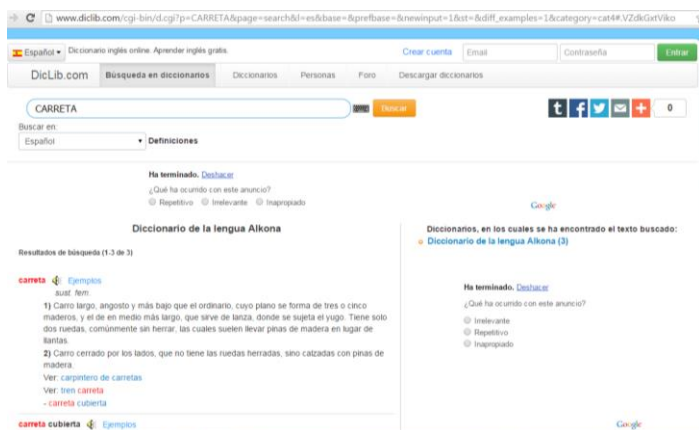 www.diclib.com/cgi-bin/d.cgi?p=CARRETA&page=search&l=es&base=&prefbase=&newinput=1&st=&diff_examples=1&category=cat4#.VZdkGxtViko
Español Diccionario inglés online. Aprender inglés gratis. Crear cuenta Email Contraseña Entrar
DicLib.com Búsqueda en diccionarios Diccionarios Personas Foro Descargar diccionarios
CARRETA Buscar 0
Buscar en:
Español Definiciones
Ha terminado. Deshacer
¿Qué ha ocurrido con este anuncio?
Repetitivo Irrelevante Inapropiado
Google
Diccionario de la lengua Alkona
Resultados de búsqueda (1-3 de 3)
carreta Ejemplos
sust. fem.
1) Carro largo, angosto y más bajo que el ordinario, cuyo plano se forma de tres o cinco
maderos, y el de en medio más largo, que sirve de lanza, donde se sujeta el yugo. Tiene solo
dos ruedas, comúnmente sin herrar, las cuales suelen llevar pinas de madera en lugar de
llantas.
2) Carro cerrado por los lados, que no tiene las ruedas herradas, sino calzadas con pinas de
madera.
Ver: carpintero de carretas
Ver: tren carreta
- carreta cubierta
carreta cubierta Ejemplos
Diccionarios, en los cuales se ha encontrado el texto buscado:
Diccionario de la lengua Alkona (3)
Ha terminado. Deshacer
¿Qué ha ocurrido con este anuncio?
Irrelevante
Repetitivo
Inapropiado
Google